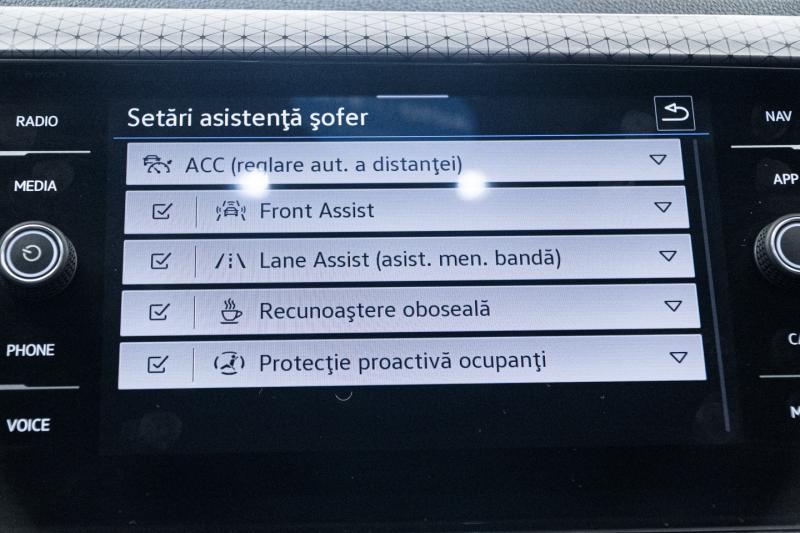 Setări asistenţă şofer
RADIO
NAV
ACC (reglare aut. a distanţei)
MEDIA
APP
Front Assist
Lane Assist (asist. men. bandă)
Recunoaştere oboseală
PHONE
Protecţie proactivă ocupanţi
VOICE